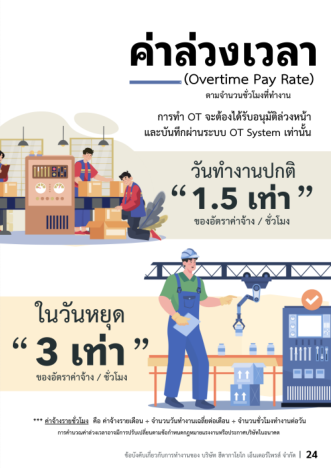 ค่าล่วงเวลา
(Overtime Pay Rate)
ตามจำนวนชั่วโมงที่ทำงาน
การทำ OT จะต้องได้รับอนุมัติล่วงหน้า
และบันทึกผ่านระบบ OT System เท่านั้น
วันทำงานปกติ
“ 1.5 เท่า ”
ของอัตราค่าจ้าง / ชั่วโมง
ในวันหยุด
“ 3 เท่า ”
ของอัตราค่าจ้าง / ชั่วโมง
*** ค่าจ้างรายชั่วโมง คือ ค่าจ้างรายเดือน ÷ จำนวนวันทำงานเฉลี่ยต่อเดือน ÷ จำนวนชั่วโมงทำงานต่อวัน
การคำนวณค่าล่วงเวลาอาจมีการปรับเปลี่ยนตามข้อกำหนดกฎหมายแรงงานหรือประกาศบริษัทในอนาคต
ข้อบังคับเกี่ยวกับการทำงานของ บริษัท ฮีดากาโยโก เอ็นเตอร์ไพรส์ จำกัด | 24